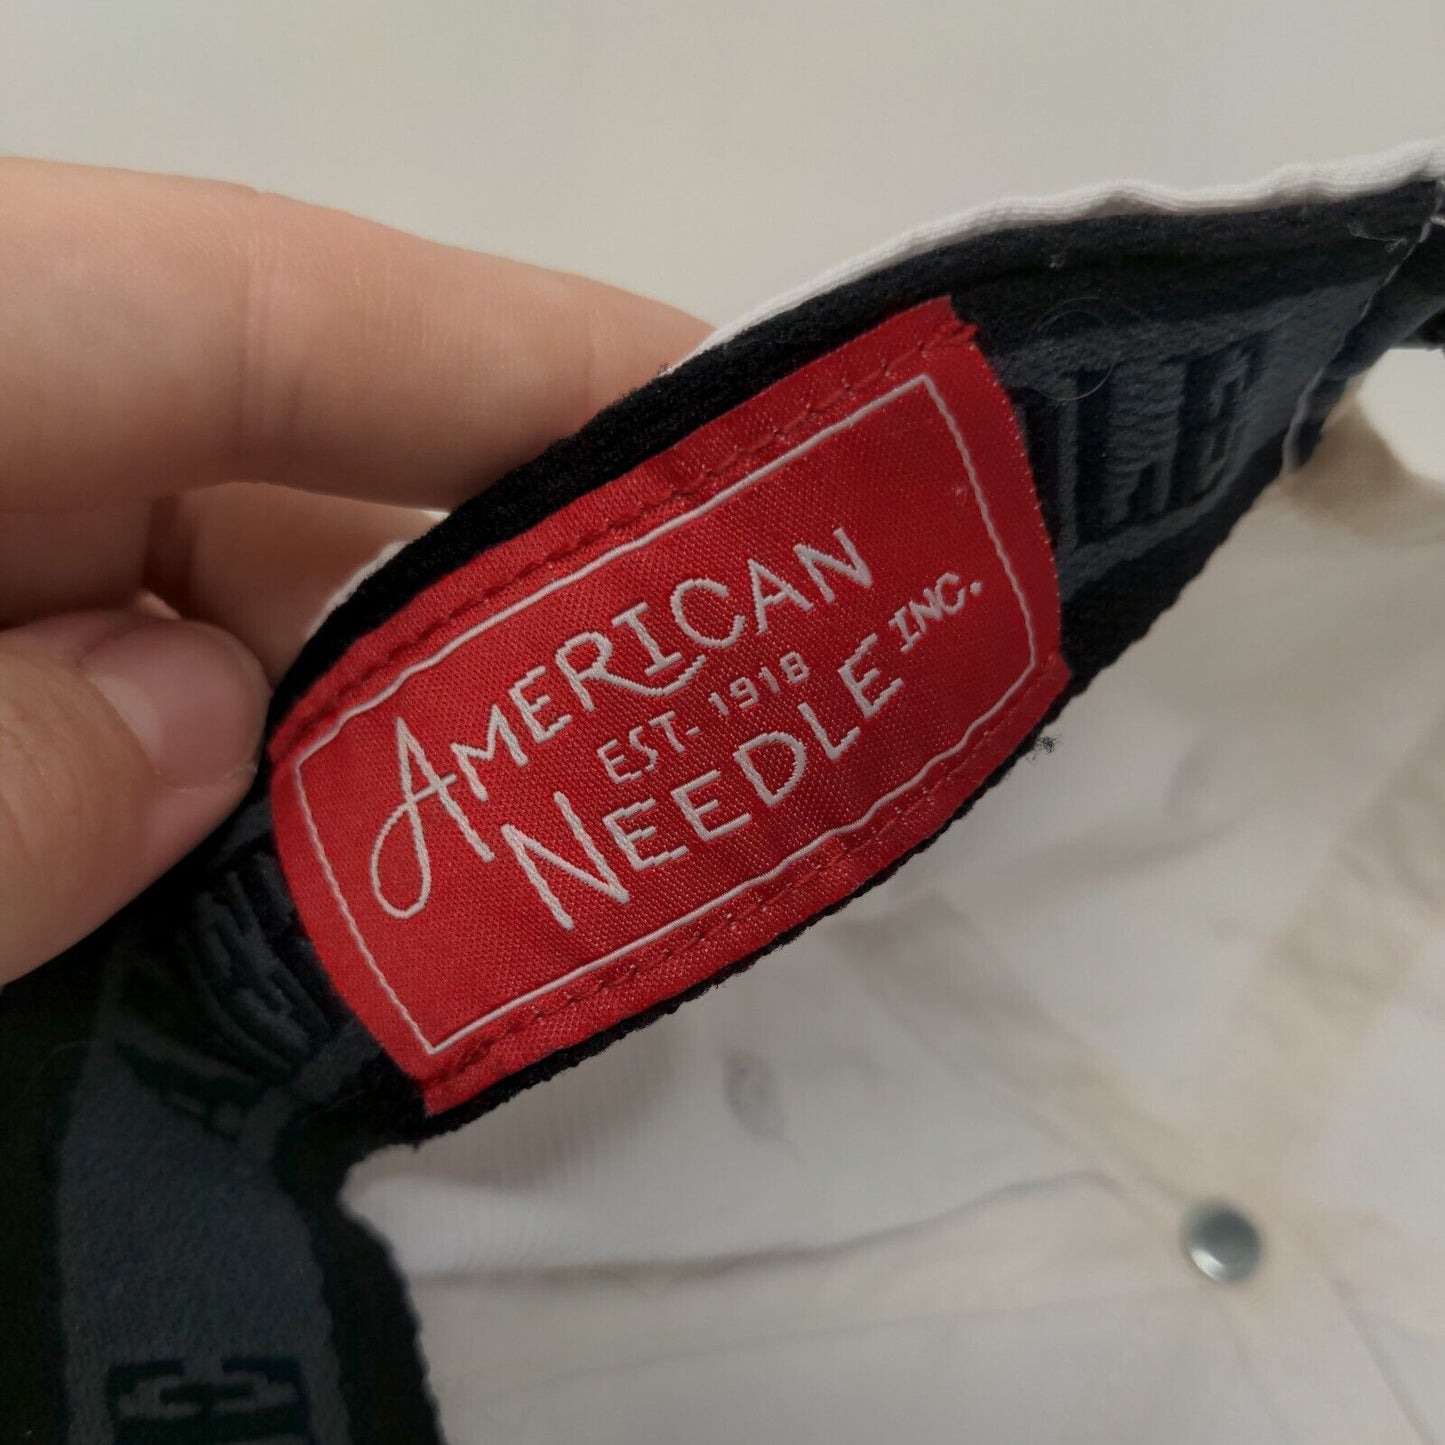 AMERICAN
EST. 1918
NEEDLE INC.